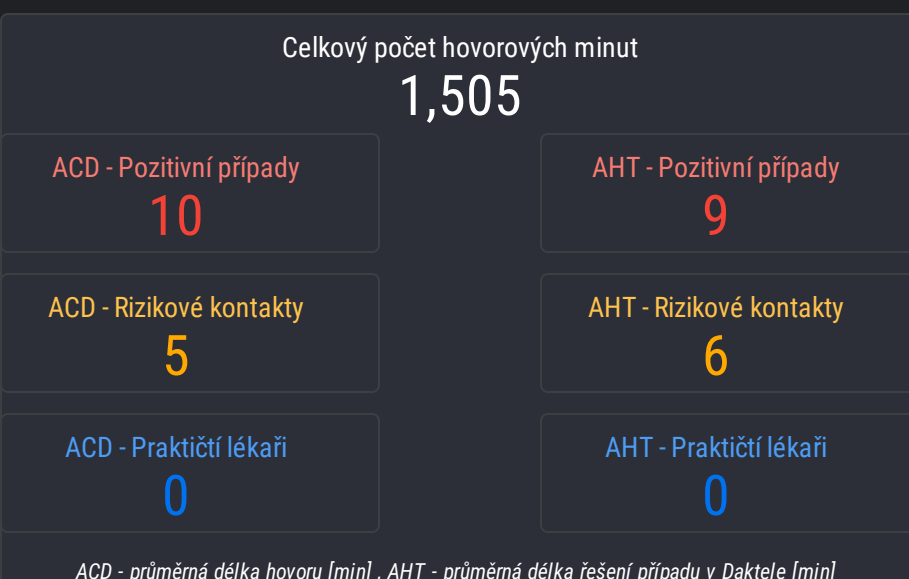 Celkový počet hovorových minut
1,505
ACD - Pozitivní případy
10
AHT - Pozitivní případy
9
ACD - Rizikové kontakty
5
AHT - Rizikové kontakty
6
ACD - Praktičtí lékaři
0
AHT - Praktičtí lékaři
0
ACD - průměrná délka hovoru [min] , AHT - průměrná délka řešení případu v Daktele [min]